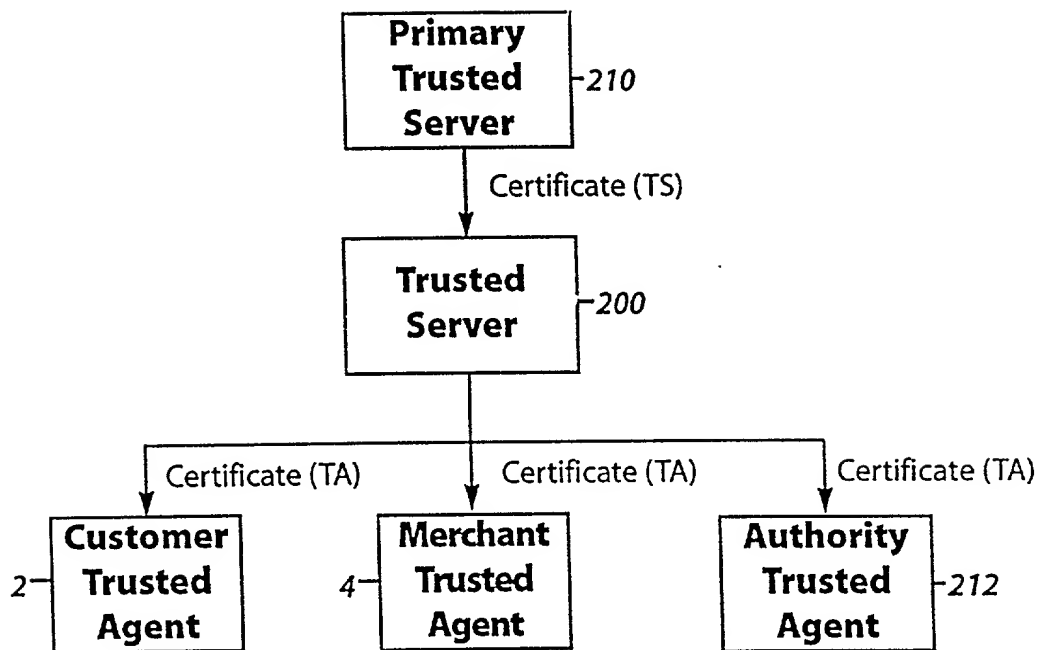 Primary
Trusted
Server
210
Certificate (TS)
Trusted
Server
200
Certificate (TA)
Certificate (TA)
Certificate (TA)
Customer
Trusted
Agent
2
Merchant
Trusted
Agent
4
Authority
Trusted
Agent
212